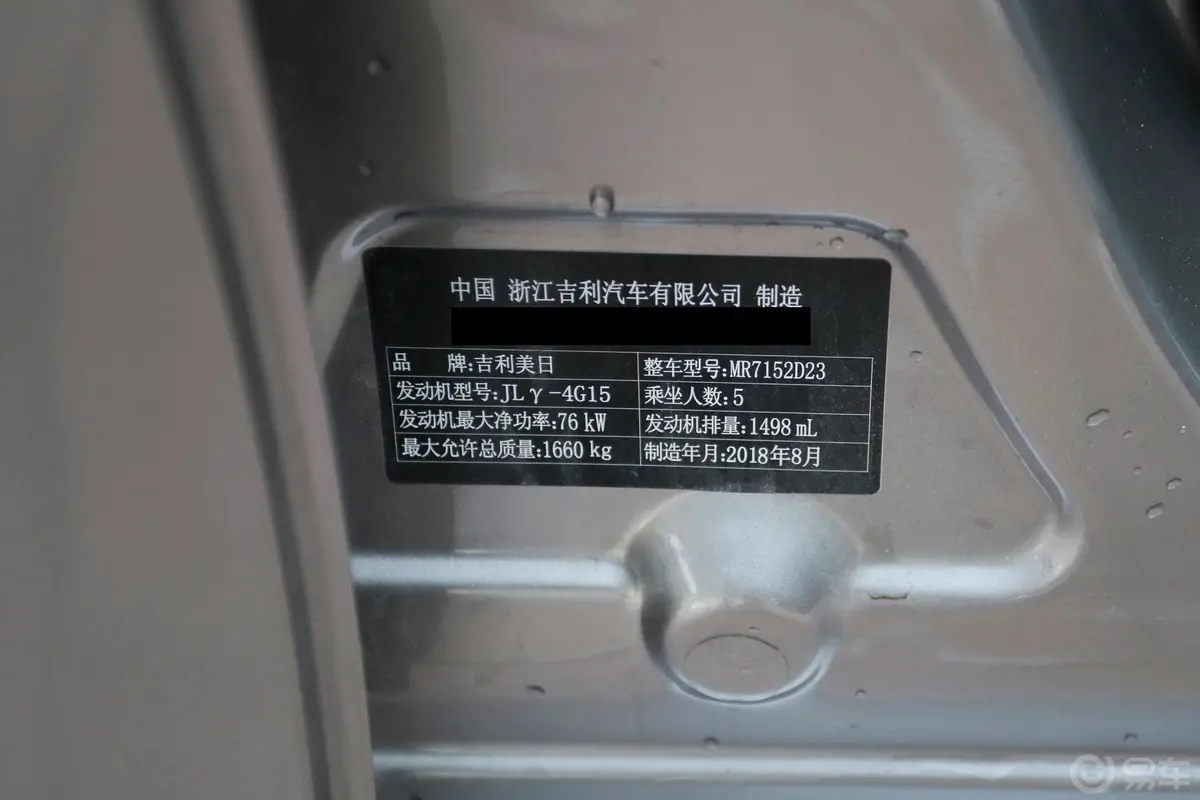 中国 浙江吉利汽车有限公司 制造
品 牌:吉利美日 整车型号:MR7152D23
发动机型号:JLγ-4G15 乘坐人数:5
发动机最大净功率:76 kW 发动机排量:1498 mL
最大允许总质量:1660 kg 制造年月:2018年8月
易车